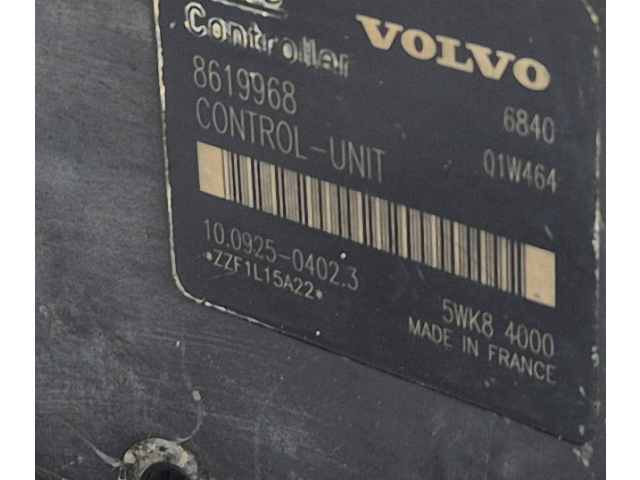 Controller VOLVO
8619968 6840
CONTROL-UNIT 01W464
10.0925-0402.3
*ZZF1L15A22*
5WK8 4000
MADE IN FRANCE